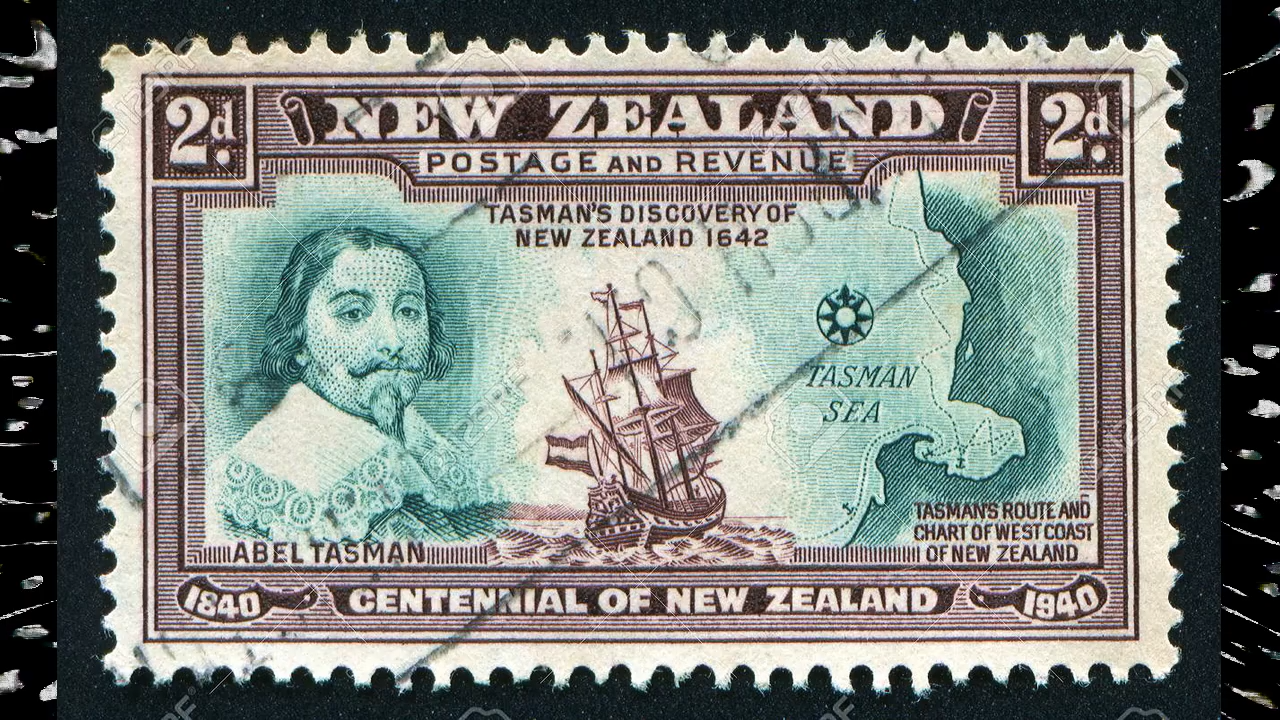 2d.
NEW ZEALAND
2d.
POSTAGE AND REVENUE
TASMAN'S DISCOVERY OF
NEW ZEALAND 1642
TASMAN
SEA
TASMAN'S ROUTE AND
CHART OF WEST COAST
OF NEW ZEALAND
ABEL TASMAN
1840
CENTENNIAL OF NEW ZEALAND
1940